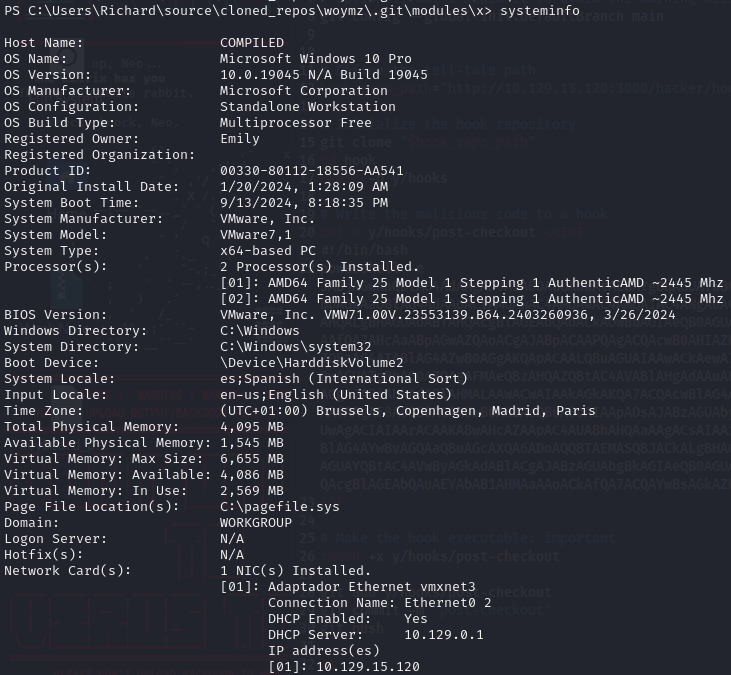 PS C:\Users\Richard\source\cloned_repos\woymz\.git\modules\x> systeminfo
Host Name:                 COMPILED
OS Name:                   Microsoft Windows 10 Pro
OS Version:                10.0.19045 N/A Build 19045
OS Manufacturer:           Microsoft Corporation
OS Configuration:          Standalone Workstation
OS Build Type:             Multiprocessor Free
Registered Owner:          Emily
Registered Organization:
Product ID:                00330-80112-18556-AA541
Original Install Date:     1/20/2024, 1:28:09 AM
System Boot Time:          9/13/2024, 8:18:35 PM
System Manufacturer:       VMware, Inc.
System Model:              VMware7,1
System Type:               x64-based PC
Processor(s):              2 Processor(s) Installed.
                           [01]: AMD64 Family 25 Model 1 Stepping 1 AuthenticAMD ~2445 Mhz
                           [02]: AMD64 Family 25 Model 1 Stepping 1 AuthenticAMD ~2445 Mhz
BIOS Version:              VMware, Inc. VMW71.00V.23553139.B64.2403260936, 3/26/2024
Windows Directory:         C:\Windows
System Directory:          C:\Windows\system32
Boot Device:               \Device\HarddiskVolume2
System Locale:             es;Spanish (International Sort)
Input Locale:              en-us;English (United States)
Time Zone:                 (UTC+01:00) Brussels, Copenhagen, Madrid, Paris
Total Physical Memory:     4,095 MB
Available Physical Memory: 1,545 MB
Virtual Memory: Max Size:  6,655 MB
Virtual Memory: Available: 4,086 MB
Virtual Memory: In Use:    2,569 MB
Page File Location(s):     C:\pagefile.sys
Domain:                    WORKGROUP
Logon Server:              N/A
Hotfix(s):                 N/A
Network Card(s):           1 NIC(s) Installed.
                           [01]: Adaptador Ethernet vmxnet3
                                 Connection Name: Ethernet0 2
                                 DHCP Enabled:    Yes
                                 DHCP Server:     10.129.0.1
                                 IP address(es)
                                 [01]: 10.129.15.120